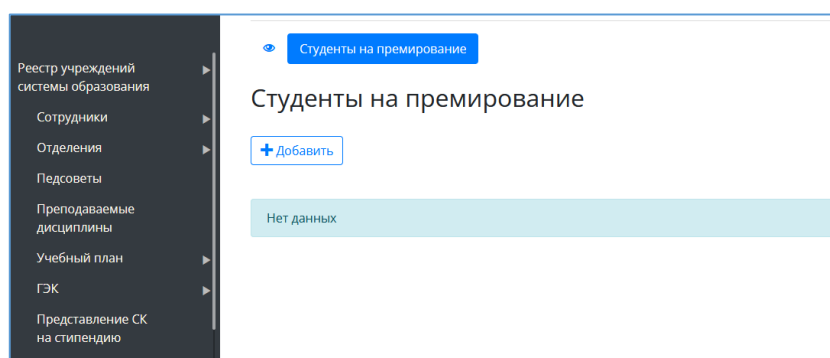 Реестр учреждений
системы образования
Сотрудники
Отделения
Педсоветы
Преподаваемые
дисциплины
Учебный план
ГЭК
Представление СК
на стипендию
Студенты на премирование
Студенты на премирование
Добавить
Нет данных